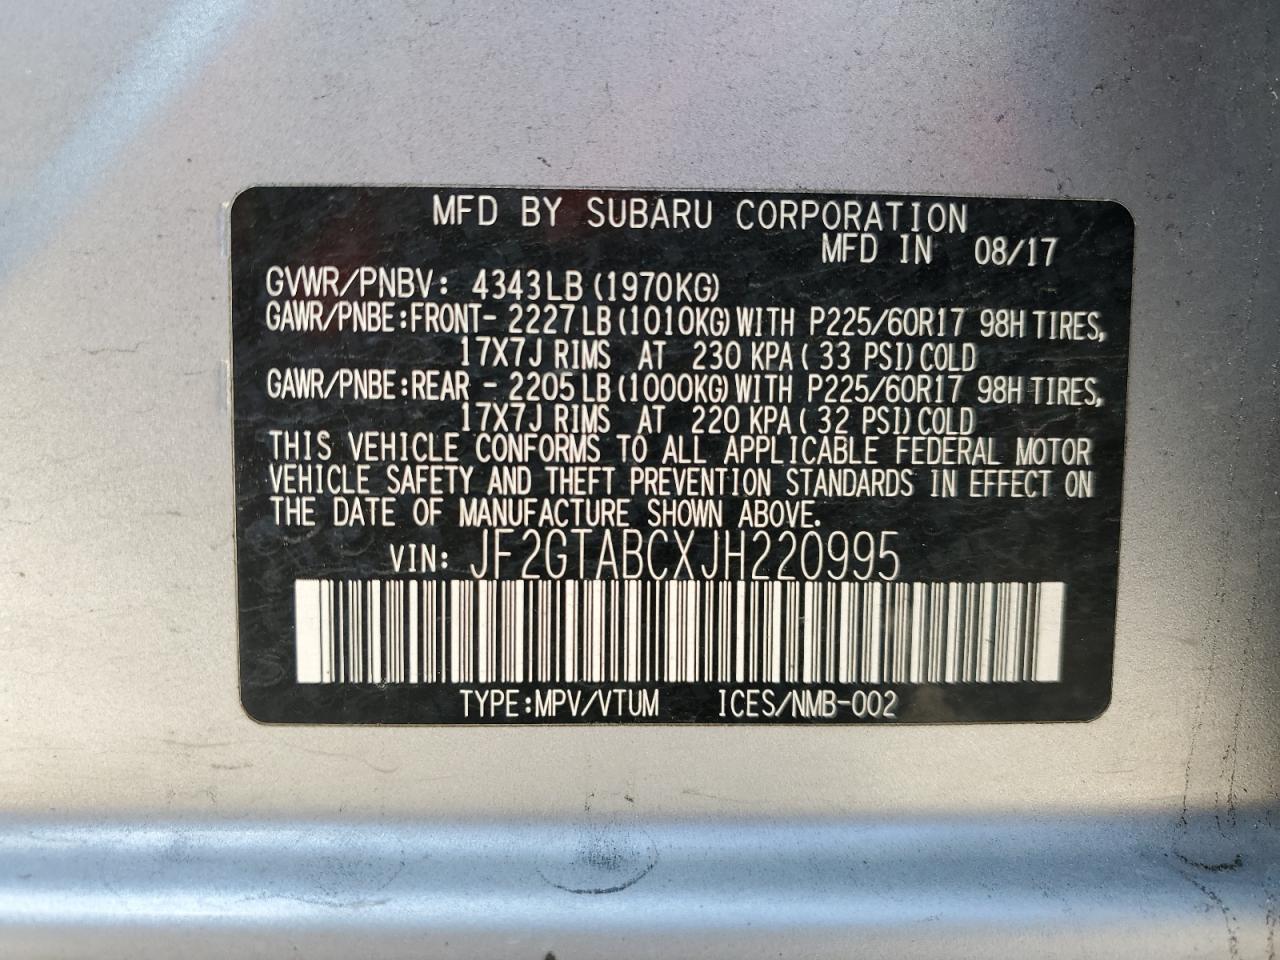 MFD BY SUBARU CORPORATION
MFD IN 08/17
GVWR/PNBV: 4343LB (1970KG)
GAWR/PNBE:FRONT- 2227 LB (1010KG) WITH P225/60R17 98H TIRES,
17X7J RIMS AT 230 KPA ( 33 PSI) COLD
GAWR/PNBE:REAR - 2205 LB (1000KG) WITH P225/60R17 98H TIRES,
17X7J RIMS AT 220 KPA ( 32 PSI) COLD
THIS VEHICLE CONFORMS TO ALL APPLICABLE FEDERAL MOTOR
VEHICLE SAFETY AND THEFT PREVENTION STANDARDS IN EFFECT ON
THE DATE OF MANUFACTURE SHOWN ABOVE.
VIN: JF2GTABCXJH220995
TYPE:MPV/VTUM ICES/NMB-002